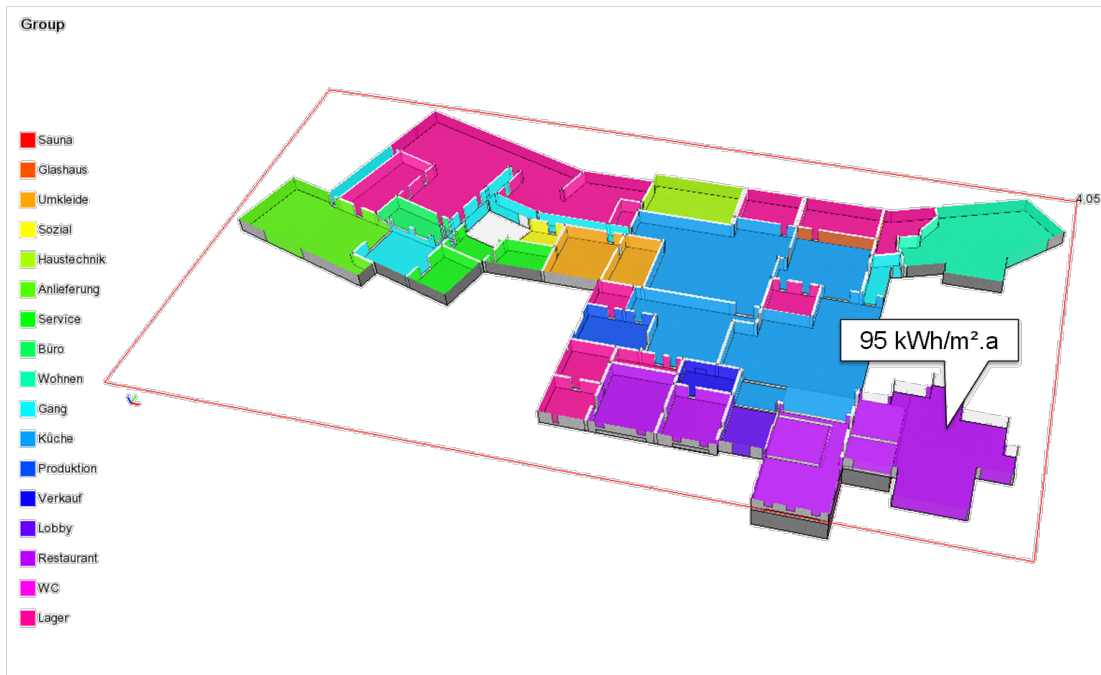 Group
Sauna
Glashaus
Umkleide
Sozial
Haustechnik
Anlieferung
Service
Büro
Wohnen
Gang
Küche
Produktion
Verkauf
Lobby
Restaurant
WC
Lager
4.05
95 kWh/m².a